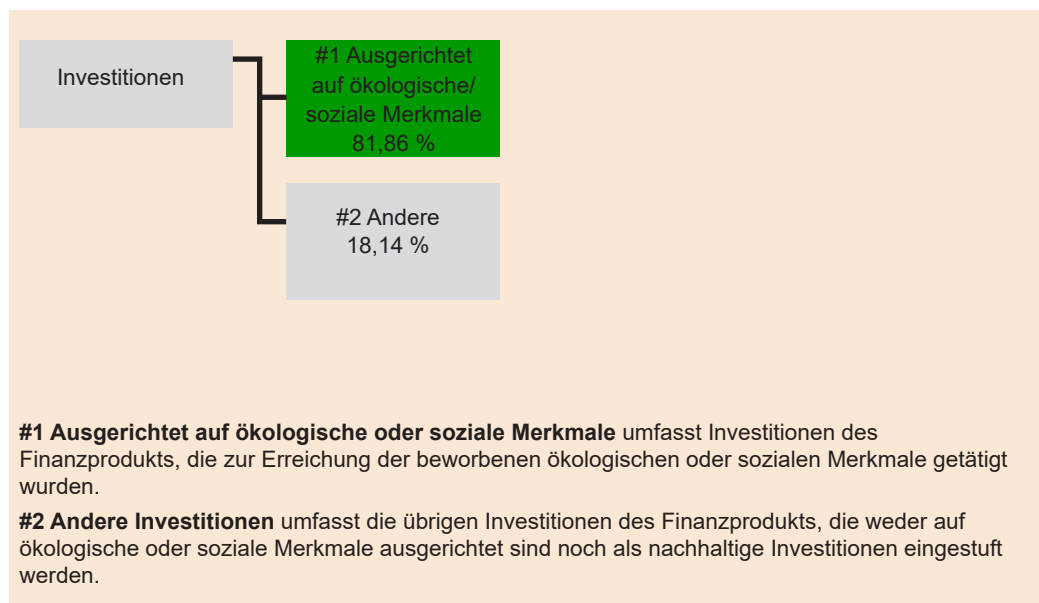 Investitionen
#1 Ausgerichtet
auf ökologische/
soziale Merkmale
81,86 %
#2 Andere
18,14 %
#1 Ausgerichtet auf ökologische oder soziale Merkmale umfasst Investitionen des
Finanzprodukts, die zur Erreichung der beworbenen ökologischen oder sozialen Merkmale getätigt
wurden.
#2 Andere Investitionen umfasst die übrigen Investitionen des Finanzprodukts, die weder auf
ökologische oder soziale Merkmale ausgerichtet sind noch als nachhaltige Investitionen eingestuft
werden.